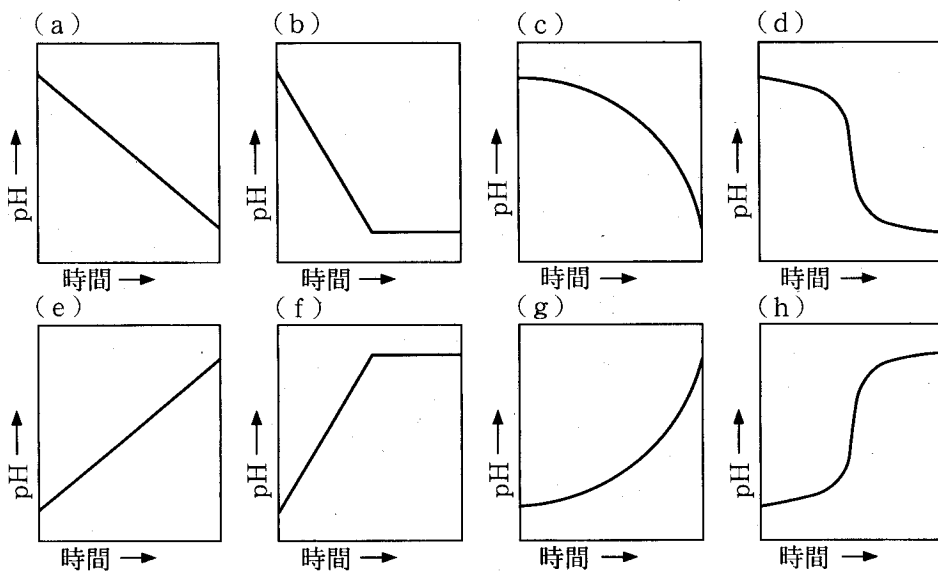 (a) (b) (c) (d)
pH→ pH→ pH→ pH→
時間→ 時間→ 時間→ 時間→
(e) (f) (g) (h)
pH→ pH→ pH→ pH→
時間→ 時間→ 時間→ 時間→